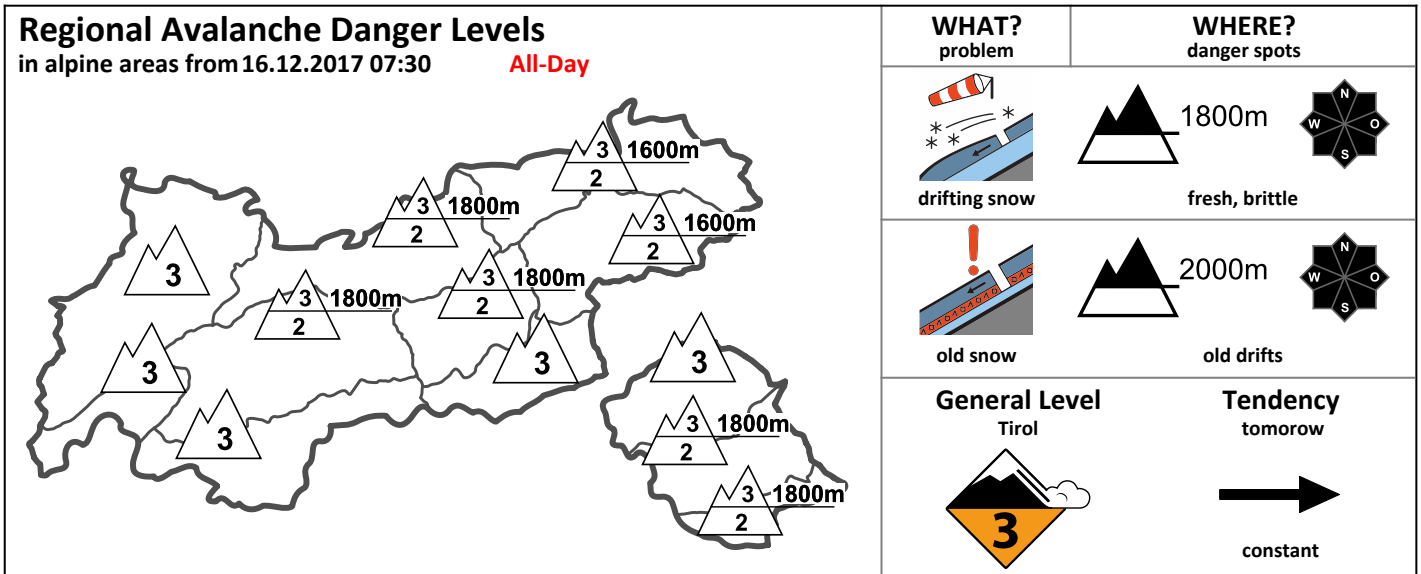 Regional Avalanche Danger Levels
in alpine areas from 16.12.2017 07:30 All-Day
3 1600m
2
3 1800m
2
3 1600m
2
3
3 1800m
2
3 1800m
2
3
3
3
3
3 1800m
2
3 1800m
2
WHAT?
problem
WHERE?
danger spots
drifting snow
1800m
N
W O
S
fresh, brittle
old snow
2000m
N
W O
S
old drifts
General Level
Tirol
3
Tendency
tomorow
constant